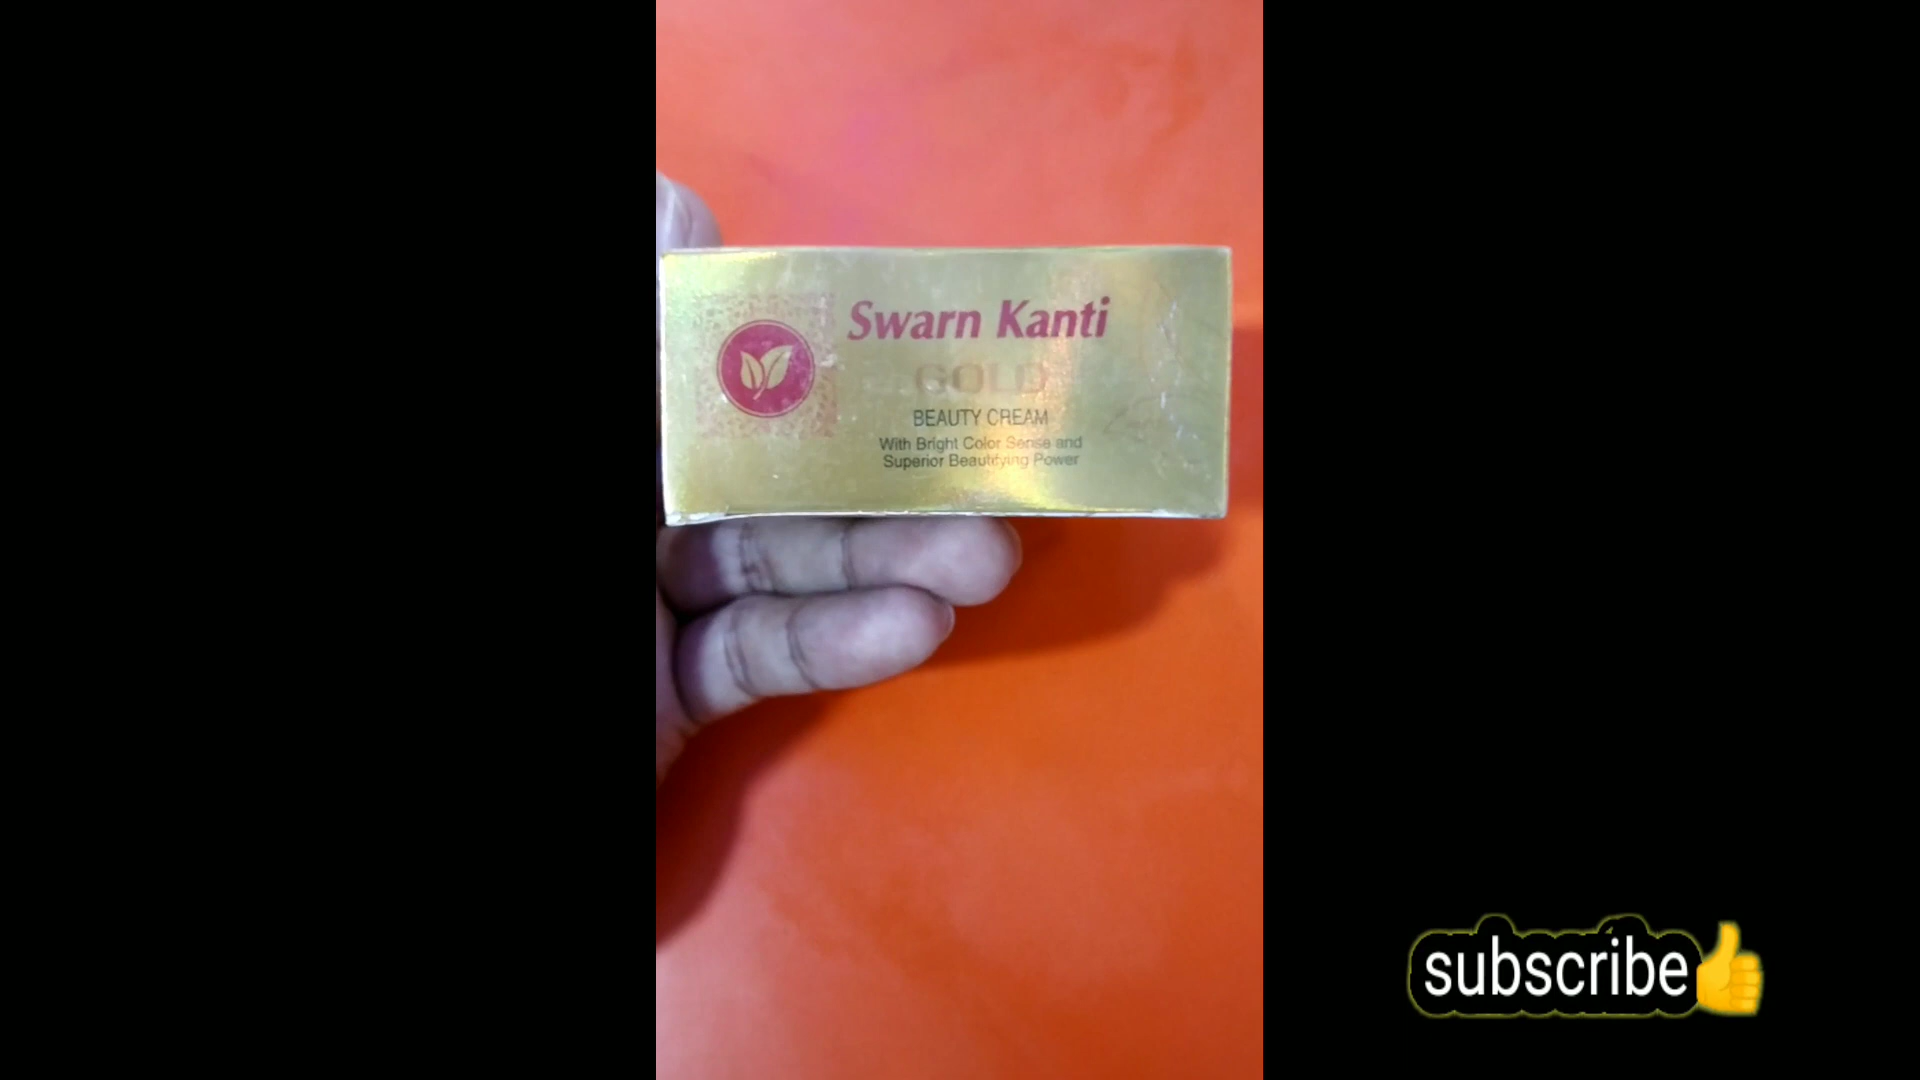 Swarn Kanti
GOLD
BEAUTY CREAM
With Bright Color Sense and
Superior Beautifying Power
subscribe